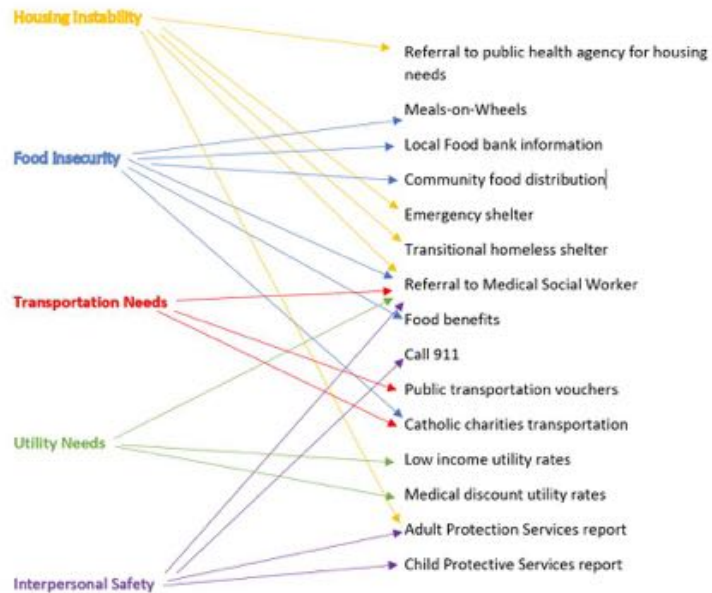 Housing Instability
Referral to public health agency for housing
needs
Meals-on-Wheels
Local Food bank information
Food Insecurity
Community food distribution
Emergency shelter
Transitional homeless shelter
Referral to Medical Social Worker
Transportation Needs
Food benefits
Call 911
Public transportation vouchers
Catholic charities transportation
Utility Needs
Low income utility rates
Medical discount utility rates
Adult Protection Services report
Child Protective Services report
Interpersonal Safety